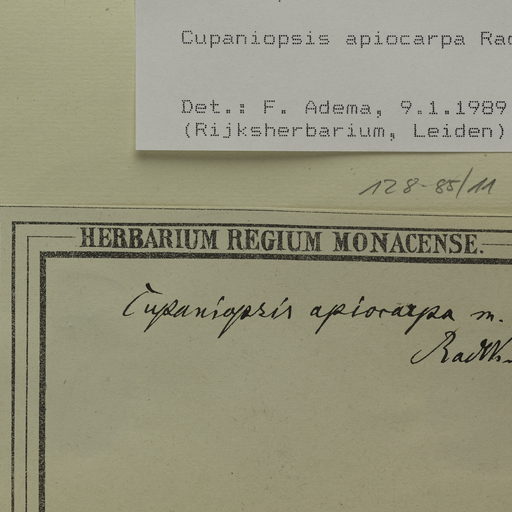 Cupaniopsis apiocarpa Rad
Det.: F. Adema, 9.1.1989
(Rijksherbarium, Leiden)
128-85/11
HERBARIUM REGIUM MONACENSE.
Cupaniopsis apiocarpa m.
Radlk.